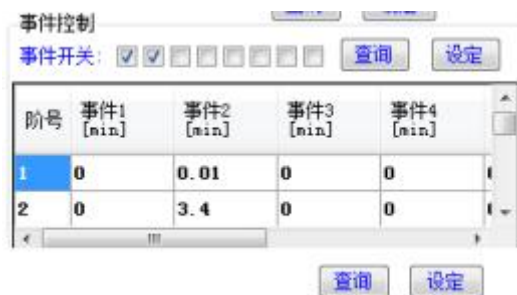 事件控制
事件开关: 查询 设定
阶号 事件1 [min] 事件2 [min] 事件3 [min] 事件4 [min]
1 0 0.01 0 0
2 0 3.4 0 0
查询 设定